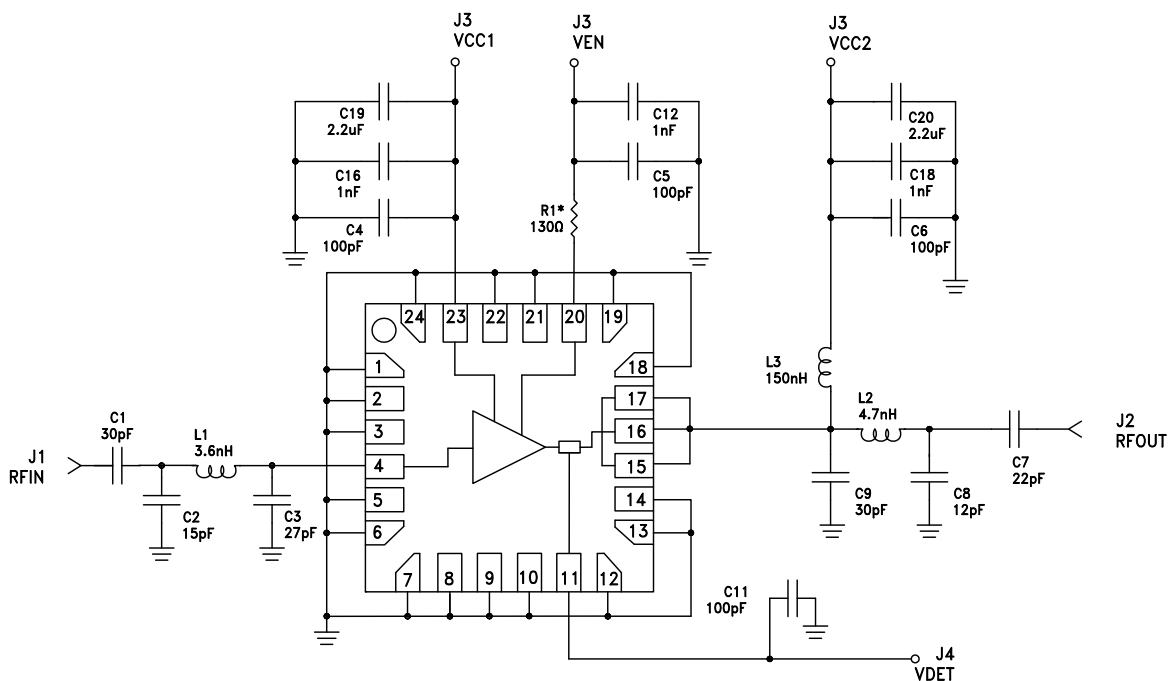 J3
VCC1
J3
VEN
J3
VCC2
C19
2.2uF
C16
1nF
C4
100pF
C12
1nF
C5
100pF
R1*
130Ω
C20
2.2uF
C18
1nF
C6
100pF
24
23
22
21
20
19
1
2
3
4
5
6
18
17
16
15
14
13
7
8
9
10
11
12
L3
150nH
L2
4.7nH
J1
RFIN
C1
30pF
L1
3.6nH
C2
15pF
C3
27pF
C9
30pF
C8
12pF
C7
22pF
J2
RFOUT
C11
100pF
J4
VDET